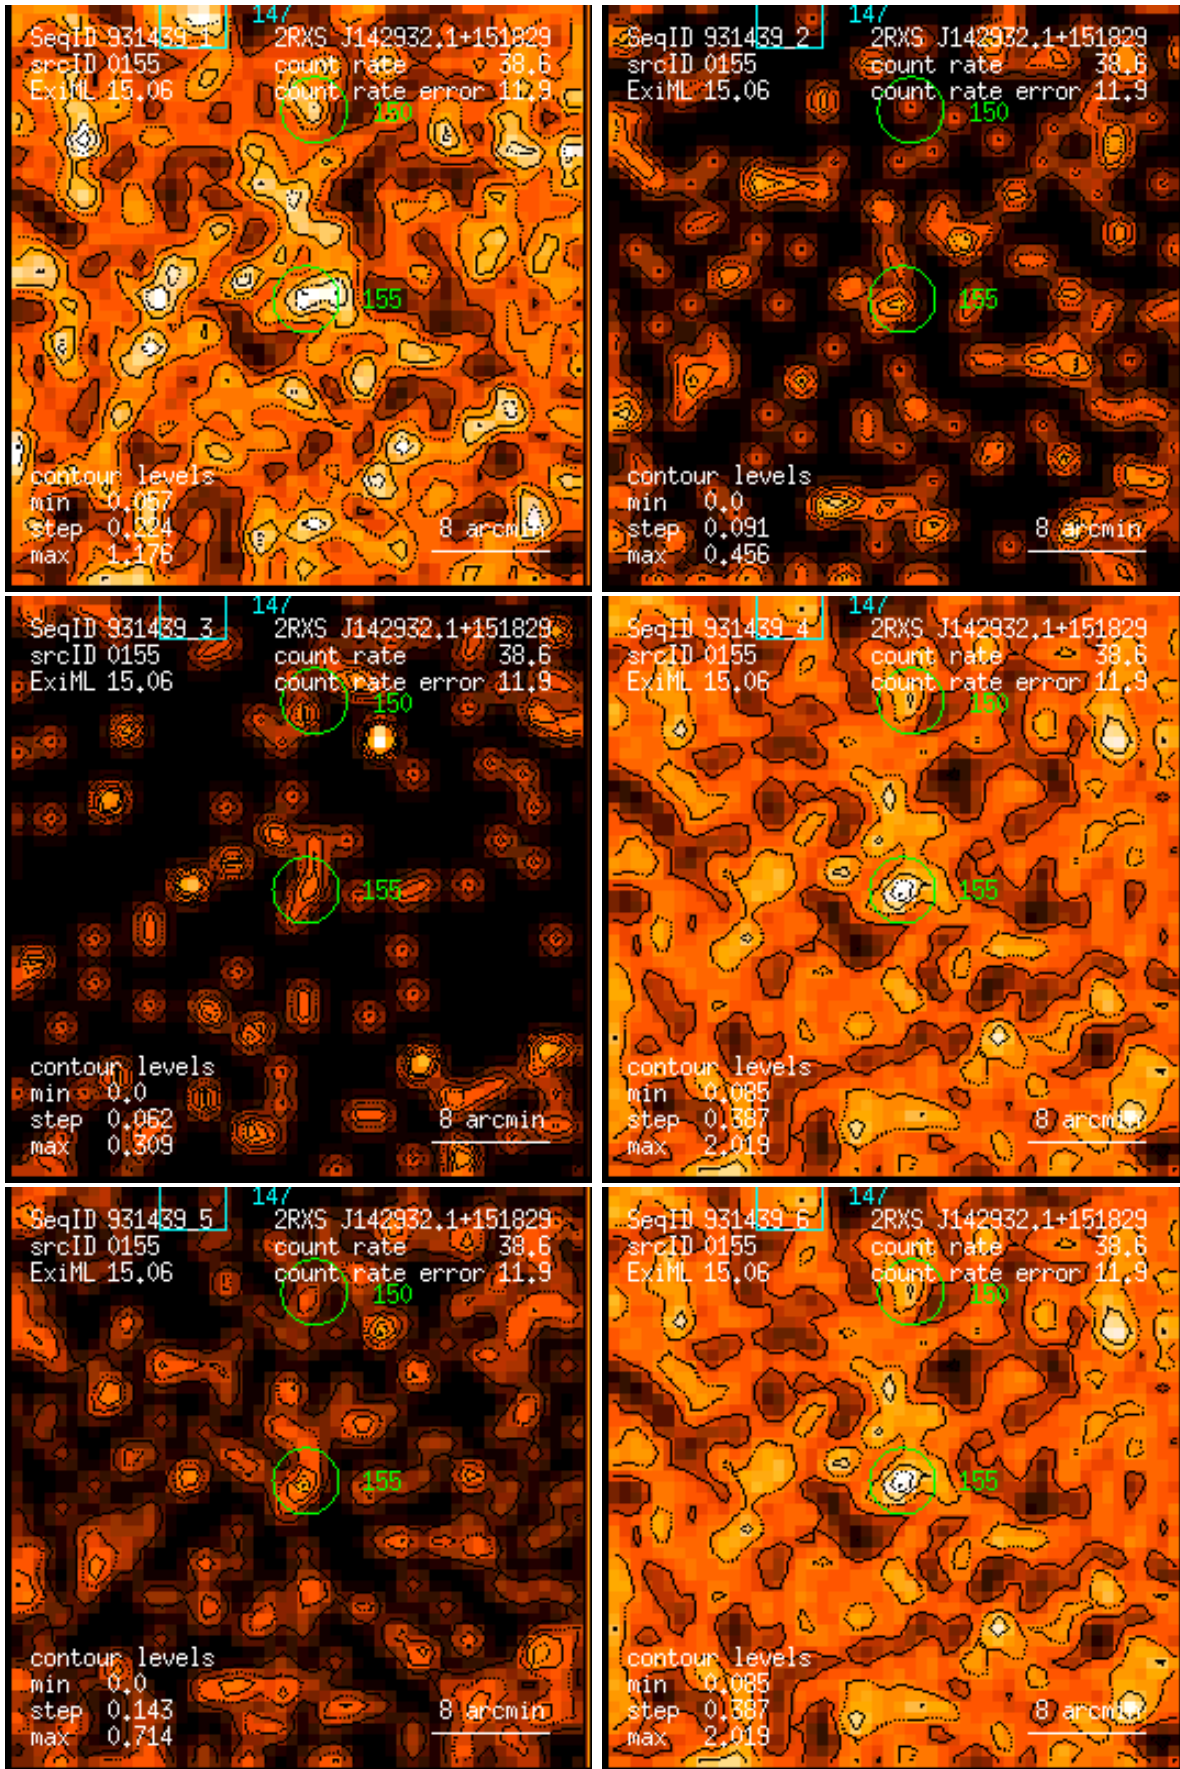 147
SeqID 931439_1 2RXS J142932.1+151829
srcID 0155 count rate 38.6
ExiML 15.06 count rate error 11.9
150
155
contour levels
min 0.057
step 0.224 8 arcmin
max 1.176
147
SeqID 931439_2 2RXS J142932.1+151829
srcID 0155 count rate 38.6
ExiML 15.06 count rate error 11.9
150
155
contour levels
min 0.0
step 0.091 8 arcmin
max 0.456
147
SeqID 931439_3 2RXS J142932.1+151829
srcID 0155 count rate 38.6
ExiML 15.06 count rate error 11.9
150
155
contour levels
min 0.0
step 0.062 8 arcmin
max 0.309
147
SeqID 931439_4 2RXS J142932.1+151829
srcID 0155 count rate 38.6
ExiML 15.06 count rate error 11.9
150
155
contour levels
min 0.085
step 0.387 8 arcmin
max 2.019
147
SeqID 931439_5 2RXS J142932.1+151829
srcID 0155 count rate 38.6
ExiML 15.06 count rate error 11.9
150
155
contour levels
min 0.0
step 0.143 8 arcmin
max 0.714
147
SeqID 931439_6 2RXS J142932.1+151829
srcID 0155 count rate 38.6
ExiML 15.06 count rate error 11.9
150
155
contour levels
min 0.085
step 0.387 8 arcmin
max 2.019